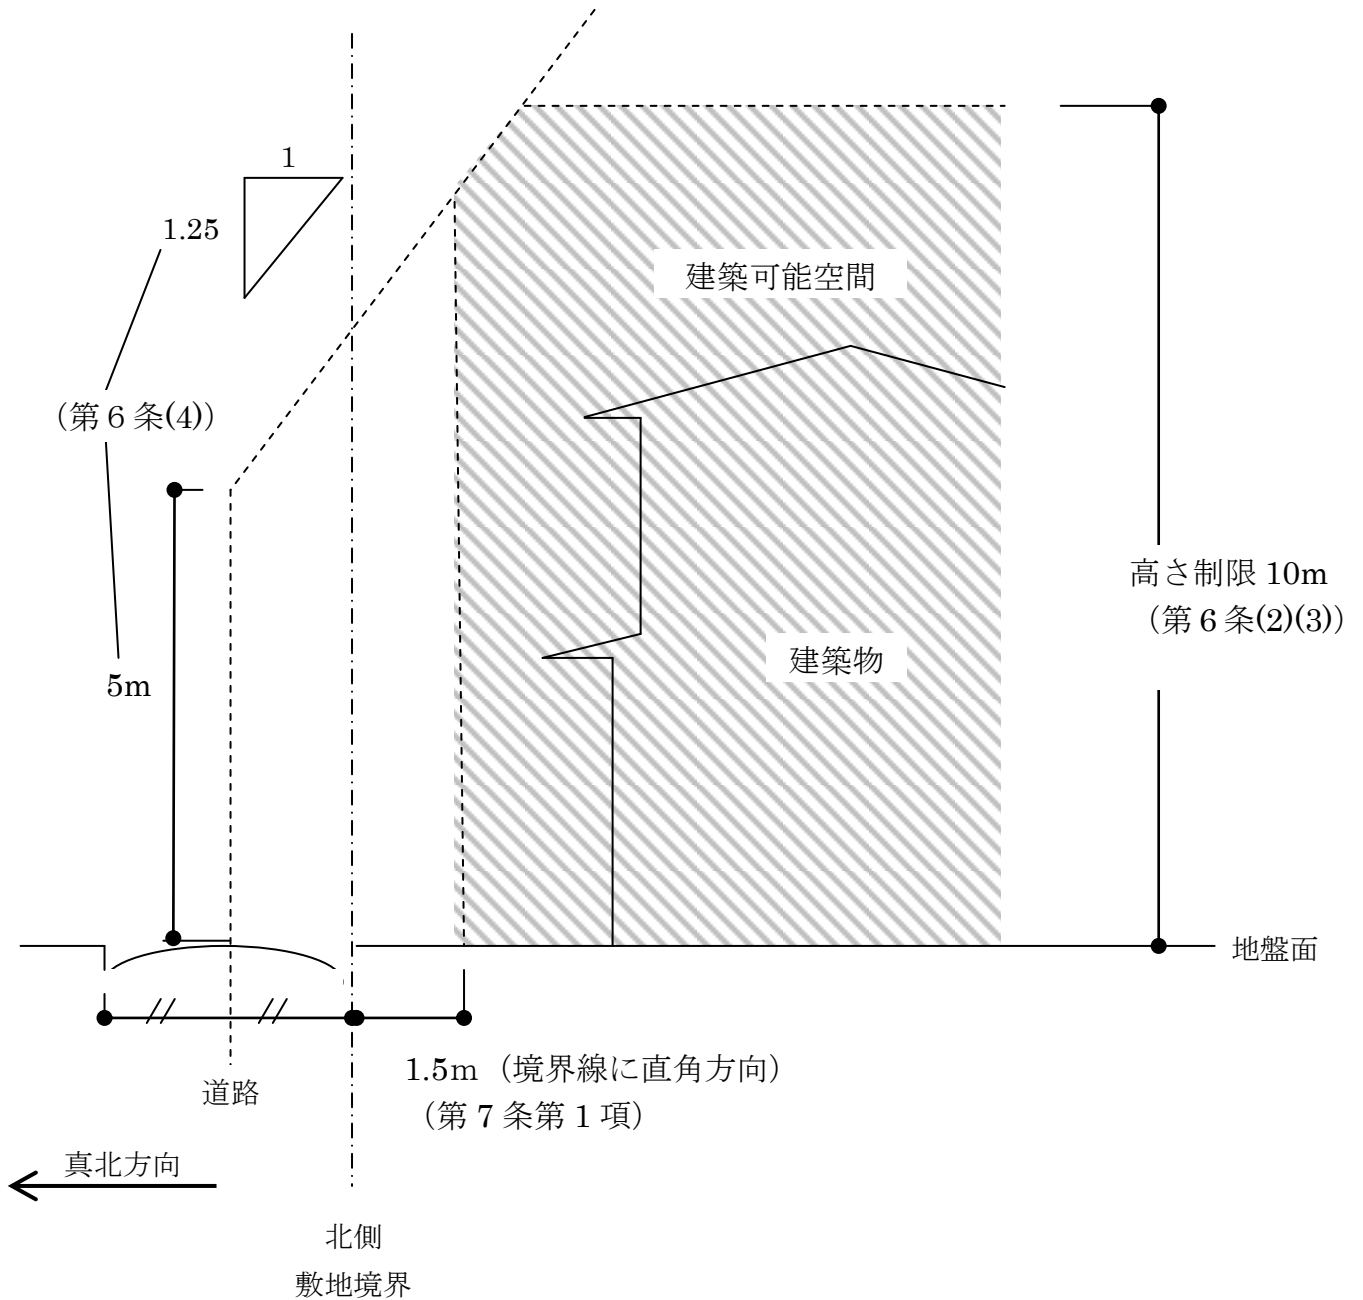 1
1.25
建築可能空間
（第６条(4)）
高さ制限 10m
（第６条(2)(3)）
建築物
5m
地盤面
1.5m（境界線に直角方向）
（第７条第１項）
道路
真北方向
北側
敷地境界